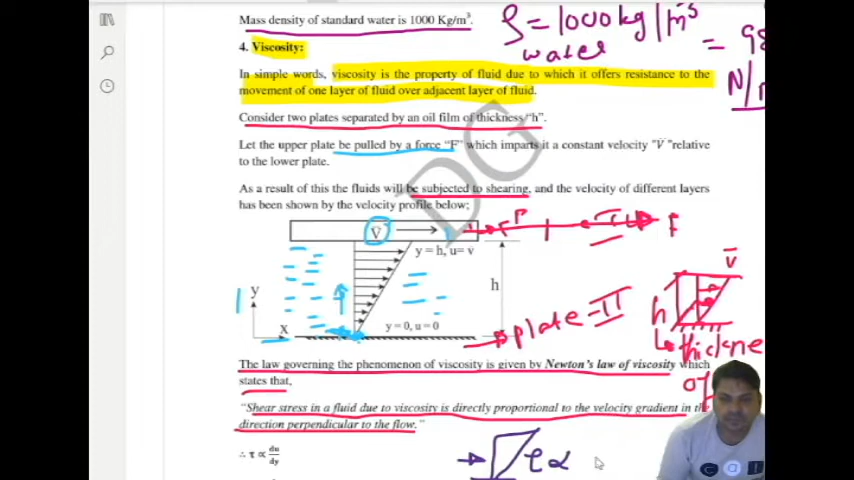 Mass density of standard water is 1000 Kg/m³.
ρ = 1000 kg/m³
water
= 98
N/
4. Viscosity:
In simple words, viscosity is the property of fluid due to which it offers resistance to the
movement of one layer of fluid over adjacent layer of fluid.
Consider two plates separated by an oil film of thickness "h".
Let the upper plate be pulled by a force "F" which imparts it a constant velocity "V̄" relative
to the lower plate.
As a result of this the fluids will be subjected to shearing, and the velocity of different layers
has been shown by the velocity profile below;
DG
V̄
F
F
y = h, u= v
h
y
x
y=0, u=0
plate = II
V̄
h
thickne
of
The law governing the phenomenon of viscosity is given by Newton's law of viscosity which
states that,
"Shear stress in a fluid due to viscosity is directly proportional to the velocity gradient in the
direction perpendicular to the flow."
∴ τ ∝ du/dy
τ ∝